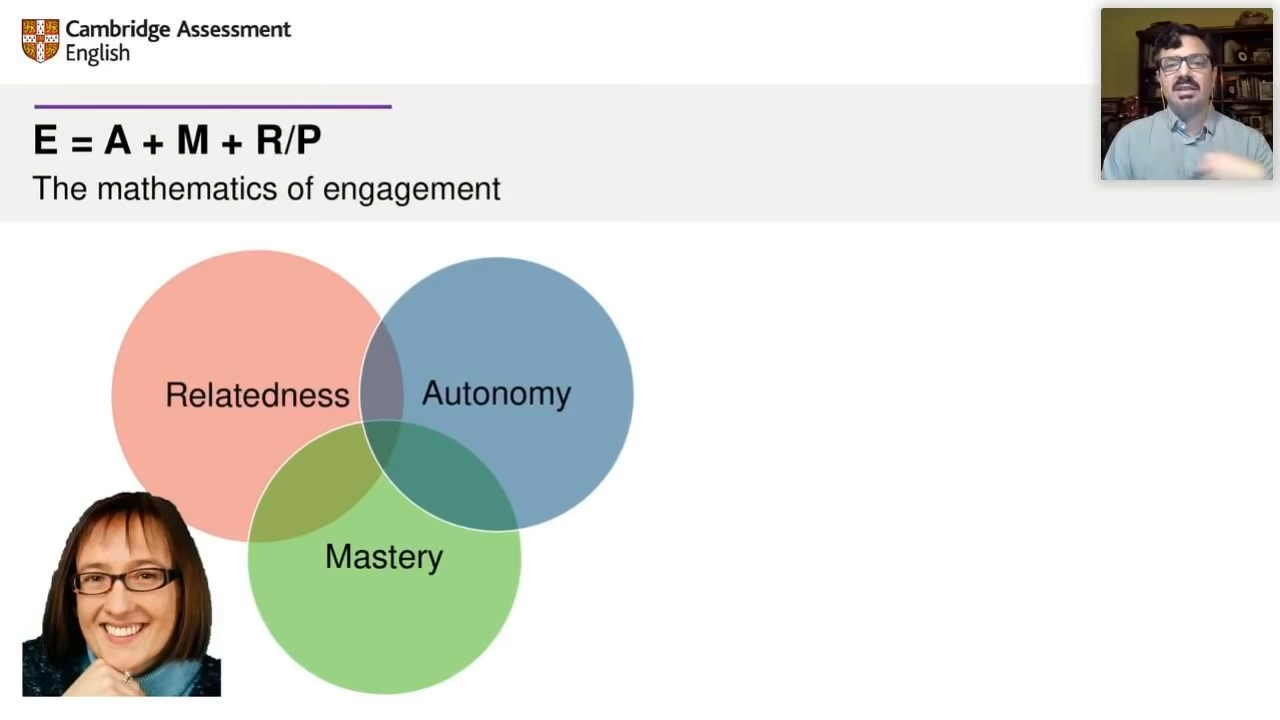 Cambridge Assessment
English
E = A + M + R/P
The mathematics of engagement
Relatedness
Autonomy
Mastery